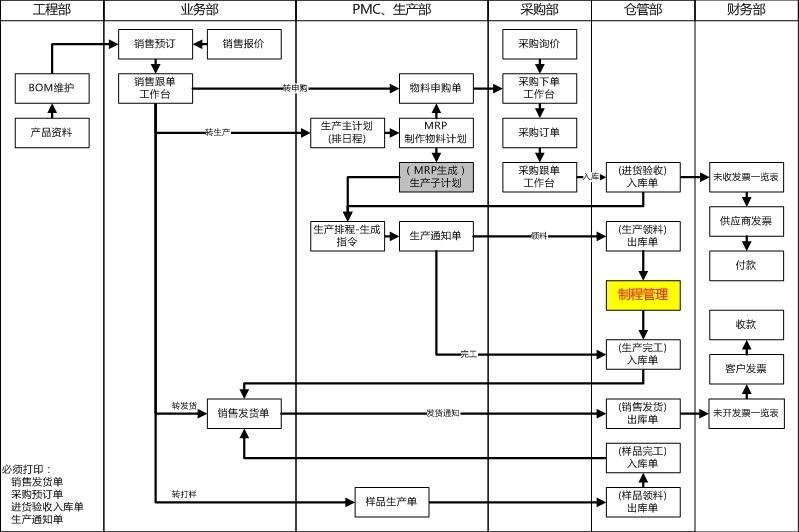 工程部
业务部
PMC、生产部
采购部
仓管部
财务部
销售预订
销售报价
采购询价
BOM维护
销售跟单
工作台
转申购
物料申购单
采购下单
工作台
产品资料
转生产
生产主计划
(排日程)
MRP
制作物料计划
采购订单
(MRP生成)
生产子计划
采购跟单
工作台
入库
(进货验收)
入库单
未收发票一览表
供应商发票
生产排程-生成
指令
生产通知单
领料
(生产领料)
出库单
付款
制程管理
收款
完工
(生产完工)
入库单
客户发票
转发货
销售发货单
发货通知
(销售发货)
出库单
未开发票一览表
(样品完工)
入库单
必须打印：
销售发货单
采购预订单
进货验收入库单
生产通知单
转打样
样品生产单
(样品领料)
出库单